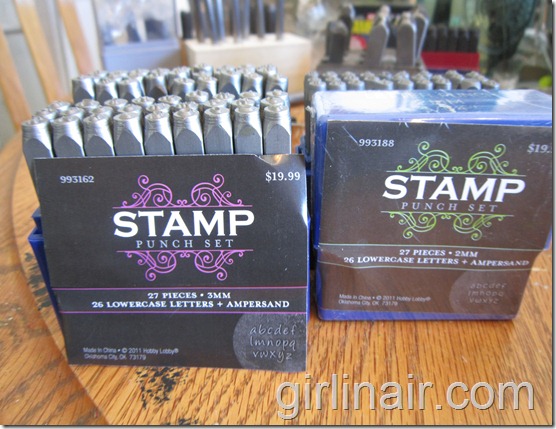 993162
$19.99
STAMP
PUNCH SET
27 PIECES • 3MM
26 LOWERCASE LETTERS + AMPERSAND
abcdef
lmnopq
vwxyz
Made in China • © 2011 Hobby Lobby®
Oklahoma City, OK 73179
993188
$19.
STAMP
PUNCH SET
27 PIECES • 2MM
26 LOWERCASE LETTERS + AMPERSAND
Made in China • © 2011 Hobby Lobby®
Oklahoma City, OK 73179
girlinair.com